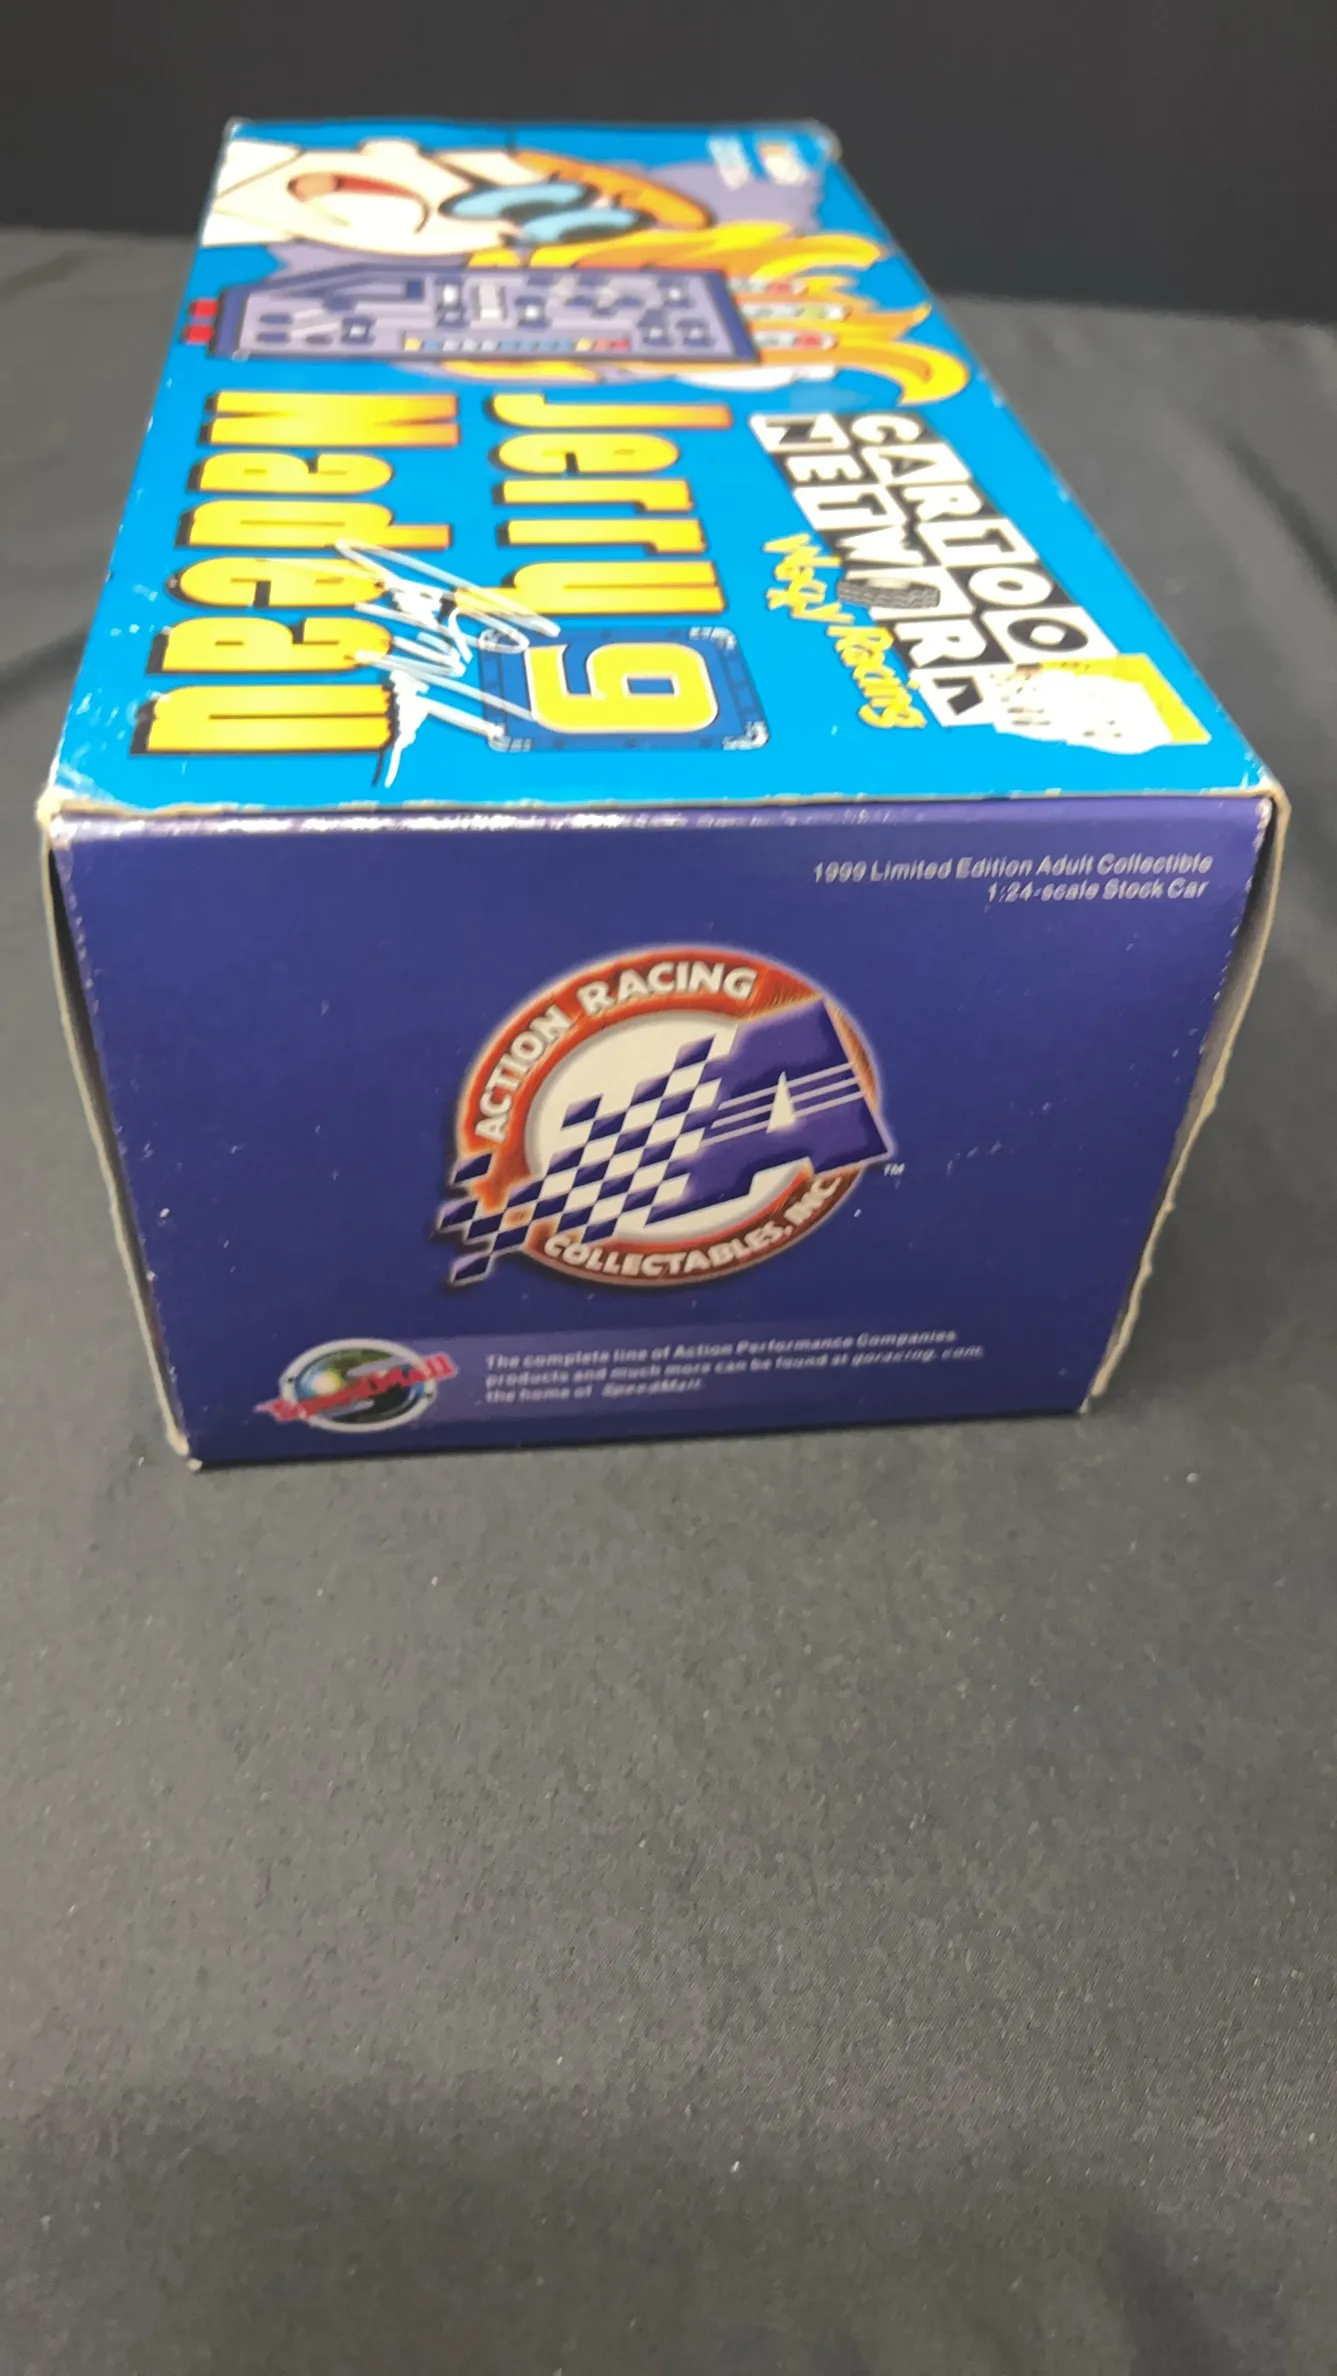 CARTOON
NETWORK
Wacky Racing
Jerry
Nadeau
9
1999 Limited Edition Adult Collectible
1:24-scale Stock Car
ACTION RACING
A
COLLECTABLES, INC
TM
SpeedMall
The complete line of Action Performance Companies
products and much more can be found at goracing.com,
the home of SpeedMall.